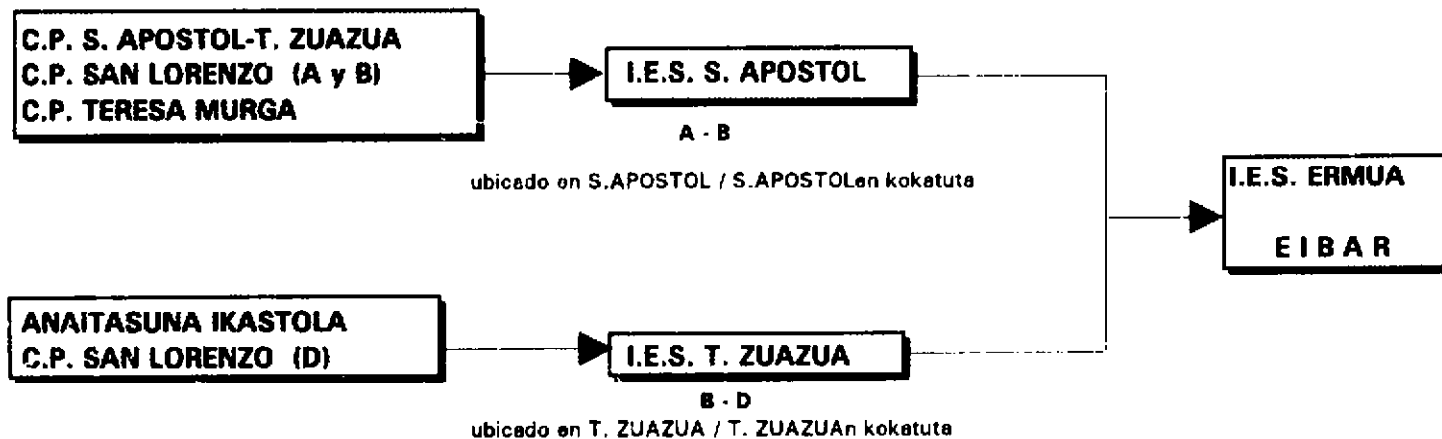 C.P. S. APOSTOL-T. ZUAZUA
C.P. SAN LORENZO (A y B)
C.P. TERESA MURGA
I.E.S. S. APOSTOL
A - B
ubicado en S.APOSTOL / S.APOSTOLen kokatuta
I.E.S. ERMUA
E I B A R
ANAITASUNA IKASTOLA
C.P. SAN LORENZO (D)
I.E.S. T. ZUAZUA
B - D
ubicado en T. ZUAZUA / T. ZUAZUAn kokatuta